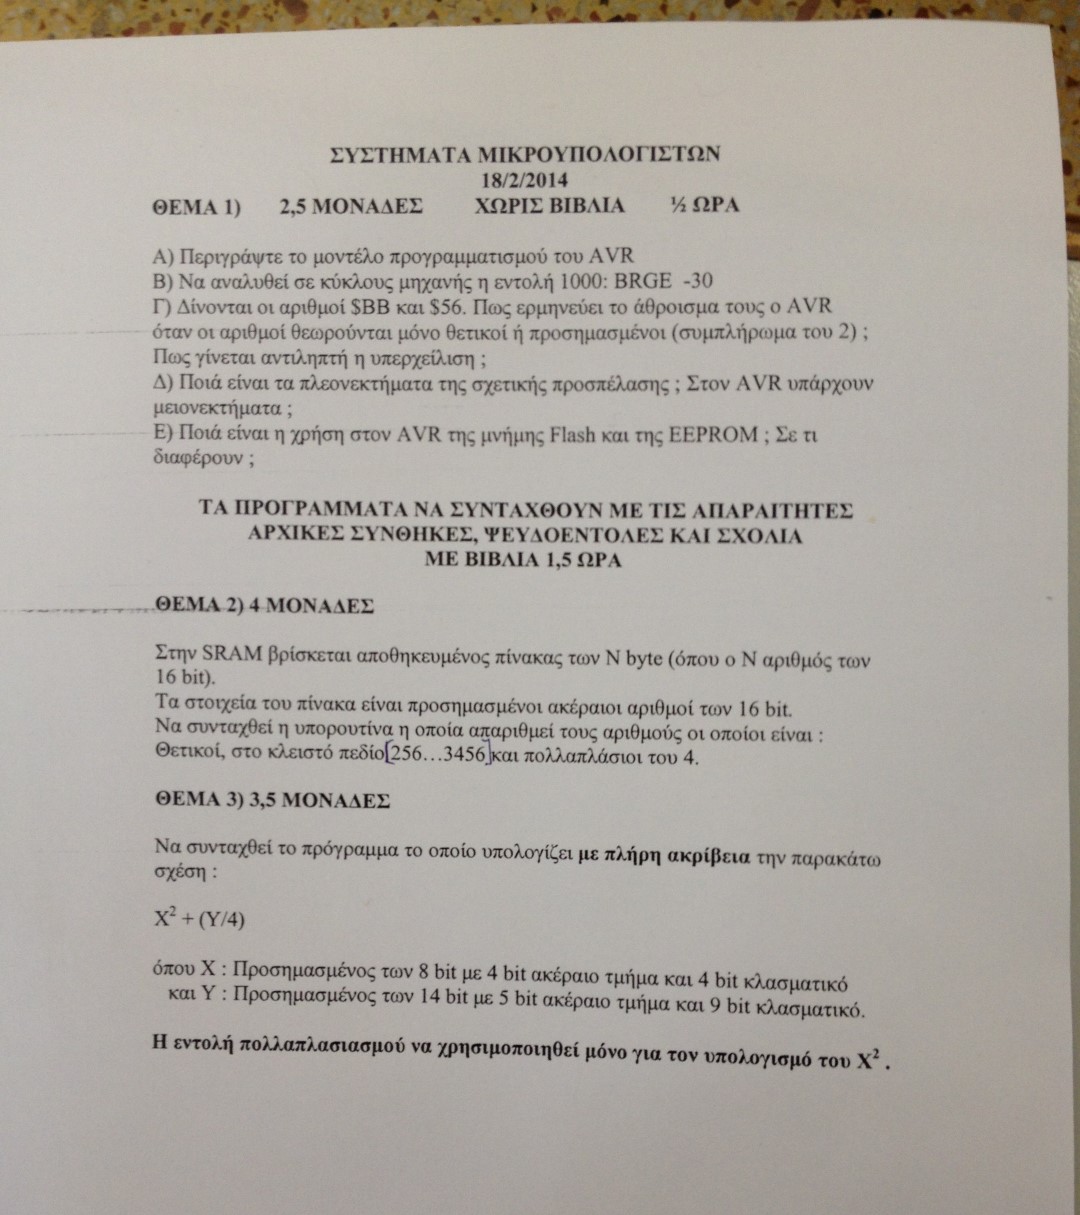 ΣΥΣΤΗΜΑΤΑ ΜΙΚΡΟΥΠΟΛΟΓΙΣΤΩΝ
18/2/2014
ΘΕΜΑ 1) 2,5 ΜΟΝΑΔΕΣ ΧΩΡΙΣ ΒΙΒΛΙΑ ½ ΩΡΑ
Α) Περιγράψτε το μοντέλο προγραμματισμού του AVR
Β) Να αναλυθεί σε κύκλους μηχανής η εντολή 1000: BRGE -30
Γ) Δίνονται οι αριθμοί $BB και $56. Πως ερμηνεύει το άθροισμα τους ο AVR
όταν οι αριθμοί θεωρούνται μόνο θετικοί ή προσημασμένοι (συμπλήρωμα του 2) ;
Πως γίνεται αντιληπτή η υπερχείλιση ;
Δ) Ποιά είναι τα πλεονεκτήματα της σχετικής προσπέλασης ; Στον AVR υπάρχουν
μειονεκτήματα ;
Ε) Ποιά είναι η χρήση στον AVR της μνήμης Flash και της EEPROM ; Σε τι
διαφέρουν ;
ΤΑ ΠΡΟΓΡΑΜΜΑΤΑ ΝΑ ΣΥΝΤΑΧΘΟΥΝ ΜΕ ΤΙΣ ΑΠΑΡΑΙΤΗΤΕΣ
ΑΡΧΙΚΕΣ ΣΥΝΘΗΚΕΣ, ΨΕΥΔΟΕΝΤΟΛΕΣ ΚΑΙ ΣΧΟΛΙΑ
ΜΕ ΒΙΒΛΙΑ 1,5 ΩΡΑ
ΘΕΜΑ 2) 4 ΜΟΝΑΔΕΣ
Στην SRAM βρίσκεται αποθηκευμένος πίνακας των N byte (όπου ο N αριθμός των
16 bit).
Τα στοιχεία του πίνακα είναι προσημασμένοι ακέραιοι αριθμοί των 16 bit.
Να συνταχθεί η υπορουτίνα η οποία απαριθμεί τους αριθμούς οι οποίοι είναι :
Θετικοί, στο κλειστό πεδίο[256…3456]και πολλαπλάσιοι του 4.
ΘΕΜΑ 3) 3,5 ΜΟΝΑΔΕΣ
Να συνταχθεί το πρόγραμμα το οποίο υπολογίζει με πλήρη ακρίβεια την παρακάτω
σχέση :
X² + (Y/4)
όπου X : Προσημασμένος των 8 bit με 4 bit ακέραιο τμήμα και 4 bit κλασματικό
και Y : Προσημασμένος των 14 bit με 5 bit ακέραιο τμήμα και 9 bit κλασματικό.
Η εντολή πολλαπλασιασμού να χρησιμοποιηθεί μόνο για τον υπολογισμό του X² .